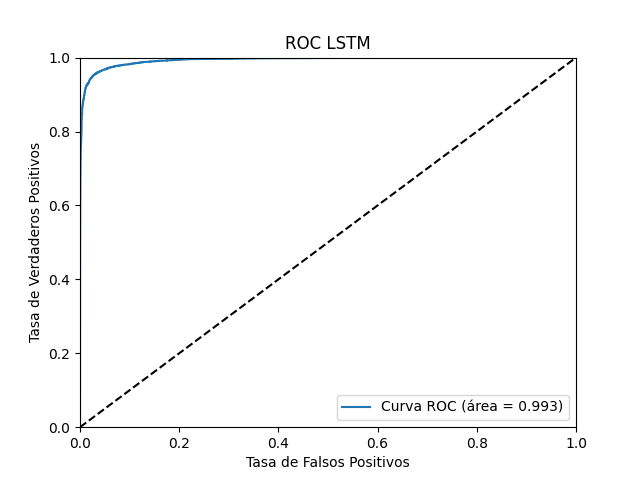 ROC LSTM
1.0
0.8
0.6
0.4
0.2
0.0
Tasa de Verdaderos Positivos
Curva ROC (área = 0.993)
0.0 0.2 0.4 0.6 0.8 1.0
Tasa de Falsos Positivos